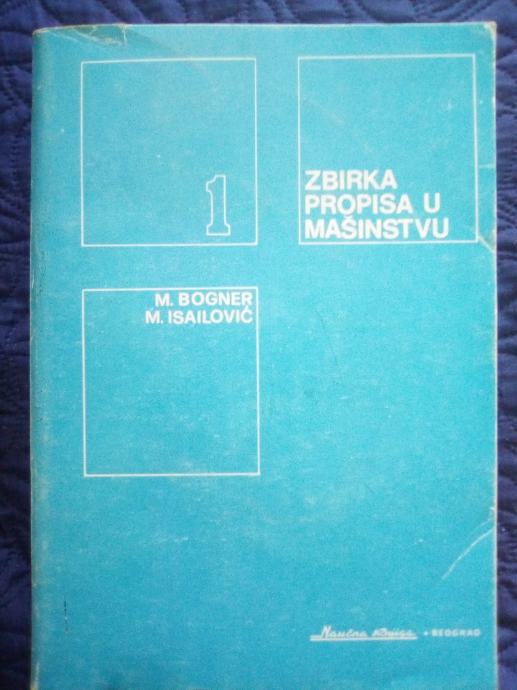 1
ZBIRKA
PROPISA U
MAŠINSTVU
M. BOGNER
M. ISAILOVIĆ
Naučna knjiga + BEOGRAD